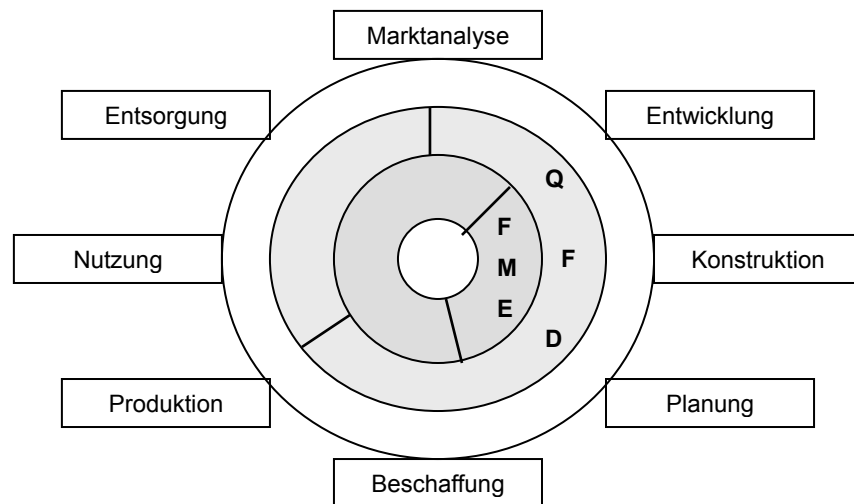 Marktanalyse
Entsorgung
Entwicklung
Q
F
F
Nutzung
M
Konstruktion
E
D
Produktion
Planung
Beschaffung